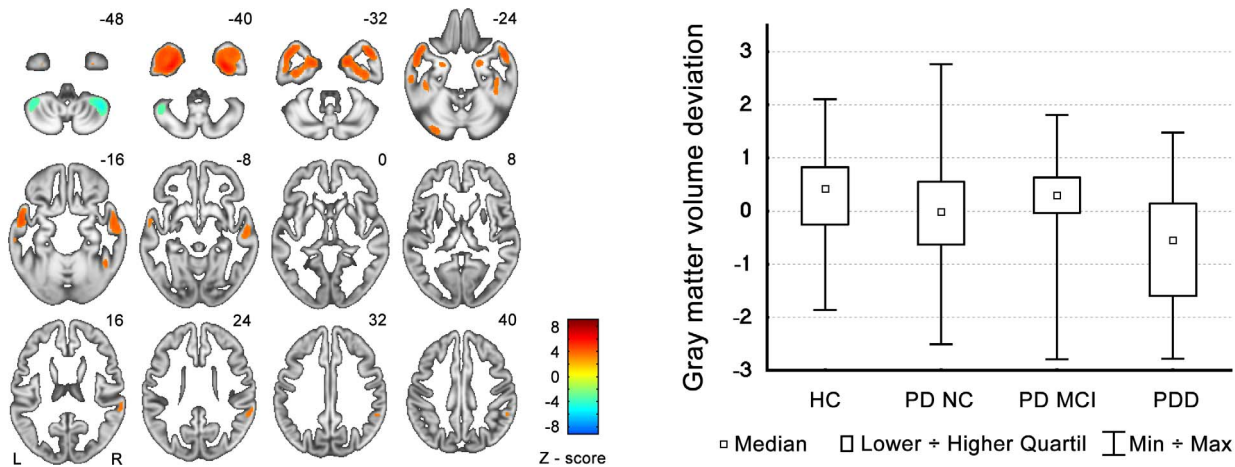 -48 -40 -32 -24
-16 -8 0 8
16 24 32 40
L R
8
4
2
0
-2
-4
-8
Z - score
Gray matter volume deviation
3
2
1
0
-1
-2
-3
HC PD NC PD MCI PDD
Median Lower ÷ Higher Quartil Min ÷ Max